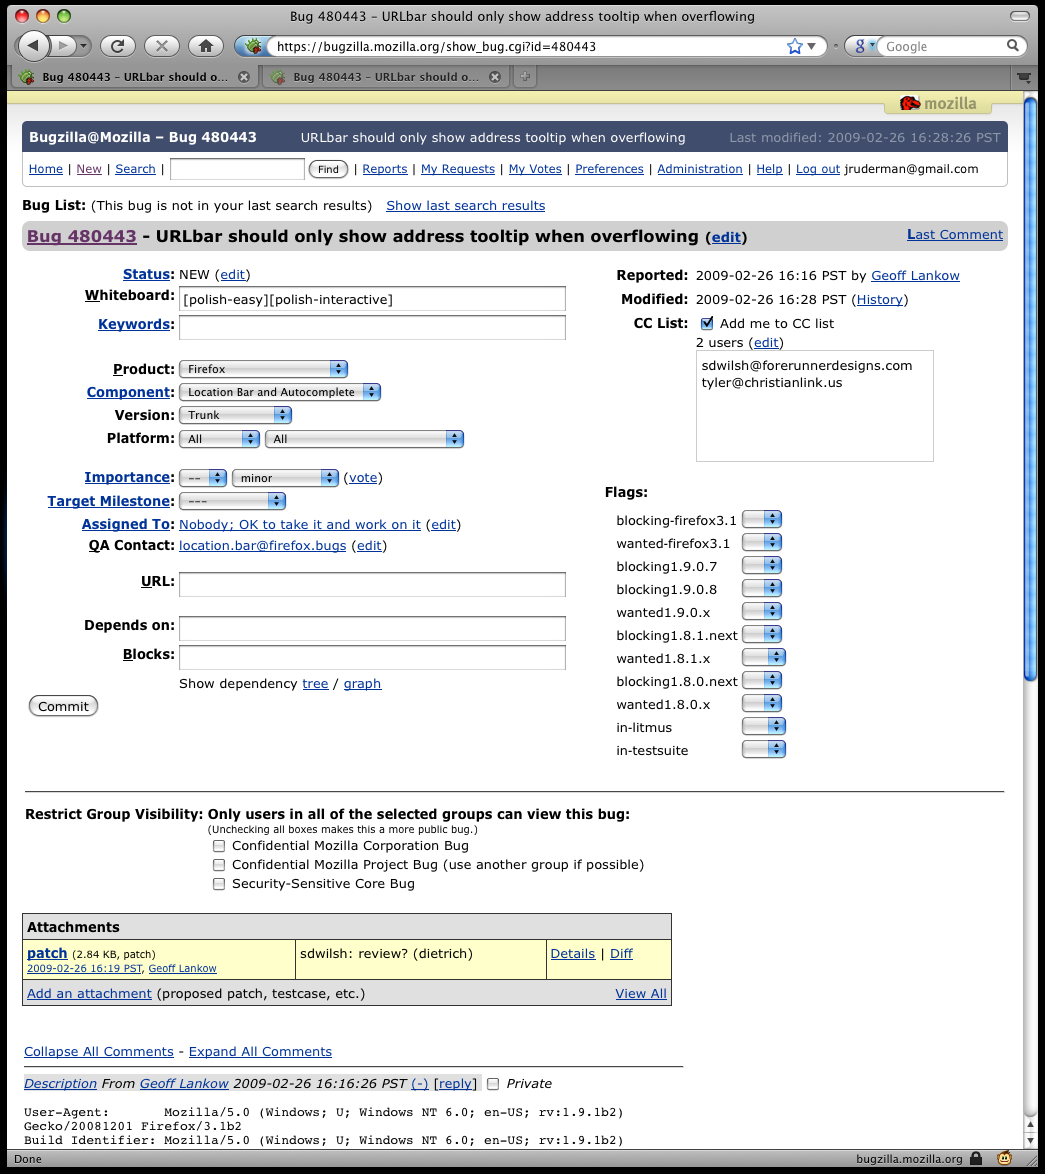 Bug 480443 – URLbar should only show address tooltip when overflowing
https://bugzilla.mozilla.org/show_bug.cgi?id=480443
Google
Bug 480443 – URLbar should o...
Bug 480443 – URLbar should o...
mozilla
Bugzilla@Mozilla – Bug 480443 URLbar should only show address tooltip when overflowing Last modified: 2009-02-26 16:28:26 PST
Home | New | Search | Find | Reports | My Requests | My Votes | Preferences | Administration | Help | Log out jruderman@gmail.com
Bug List: (This bug is not in your last search results) Show last search results
Bug 480443 - URLbar should only show address tooltip when overflowing (edit) Last Comment
Status: NEW (edit)
Whiteboard: [polish-easy][polish-interactive]
Keywords:
Product: Firefox
Component: Location Bar and Autocomplete
Version: Trunk
Platform: All All
Importance: -- minor (vote)
Target Milestone: ---
Assigned To: Nobody; OK to take it and work on it (edit)
QA Contact: location.bar@firefox.bugs (edit)
URL:
Depends on:
Blocks:
Show dependency tree / graph
Commit
Reported: 2009-02-26 16:16 PST by Geoff Lankow
Modified: 2009-02-26 16:28 PST (History)
CC List: Add me to CC list
2 users (edit)
sdwilsh@forerunnerdesigns.com
tyler@christianlink.us
Flags:
blocking-firefox3.1
wanted-firefox3.1
blocking1.9.0.7
blocking1.9.0.8
wanted1.9.0.x
blocking1.8.1.next
wanted1.8.1.x
blocking1.8.0.next
wanted1.8.0.x
in-litmus
in-testsuite
Restrict Group Visibility: Only users in all of the selected groups can view this bug:
(Unchecking all boxes makes this a more public bug.)
Confidential Mozilla Corporation Bug
Confidential Mozilla Project Bug (use another group if possible)
Security-Sensitive Core Bug
Attachments
patch (2.84 KB, patch) sdwilsh: review? (dietrich) Details | Diff
2009-02-26 16:19 PST, Geoff Lankow
Add an attachment (proposed patch, testcase, etc.) View All
Collapse All Comments - Expand All Comments
Description From Geoff Lankow 2009-02-26 16:16:26 PST (-) [reply] Private
User-Agent: Mozilla/5.0 (Windows; U; Windows NT 6.0; en-US; rv:1.9.1b2)
Gecko/20081201 Firefox/3.1b2
Build Identifier: Mozilla/5.0 (Windows; U; Windows NT 6.0; en-US; rv:1.9.1b2)
Done bugzilla.mozilla.org